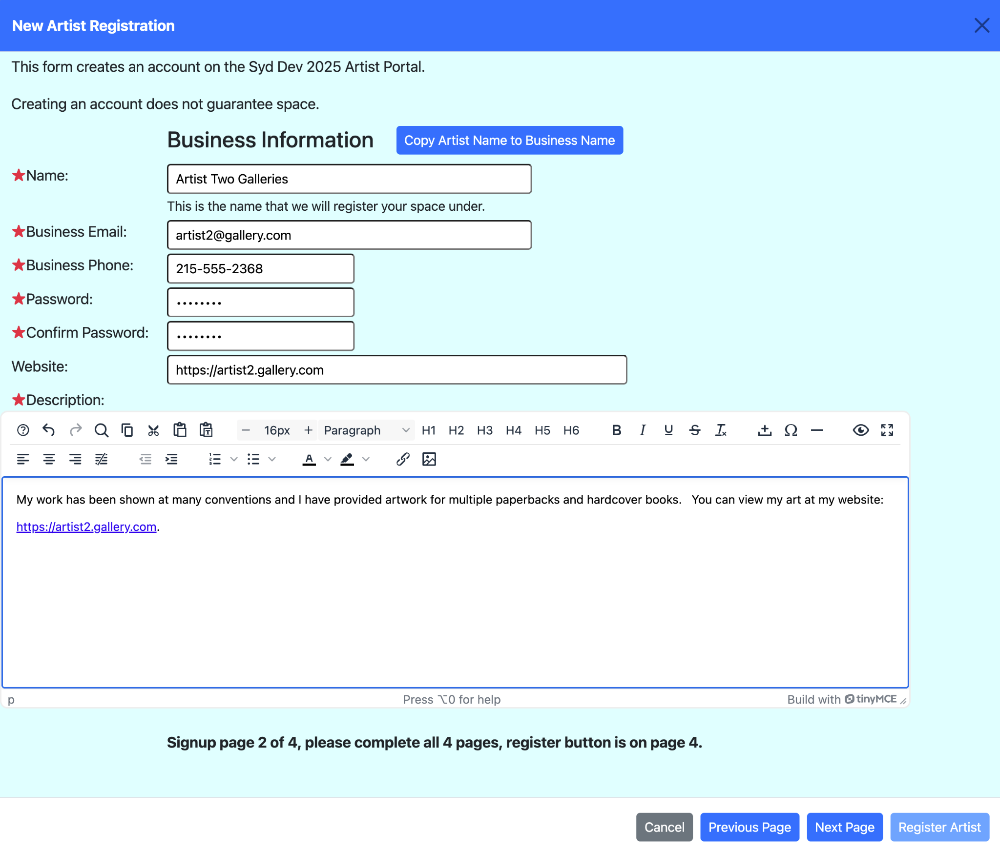 New Artist Registration
This form creates an account on the Syd Dev 2025 Artist Portal.
Creating an account does not guarantee space.
Business Information Copy Artist Name to Business Name
Name: Artist Two Galleries
This is the name that we will register your space under.
Business Email: artist2@gallery.com
Business Phone: 215-555-2368
Password: ••••••••
Confirm Password: ••••••••
Website: https://artist2.gallery.com
Description:
16px Paragraph H1 H2 H3 H4 H5 H6 B I U S
My work has been shown at many conventions and I have provided artwork for multiple paperbacks and hardcover books.   You can view my art at my website:
https://artist2.gallery.com.
p Press ⌥0 for help Build with tinyMCE
Signup page 2 of 4, please complete all 4 pages, register button is on page 4.
Cancel Previous Page Next Page Register Artist